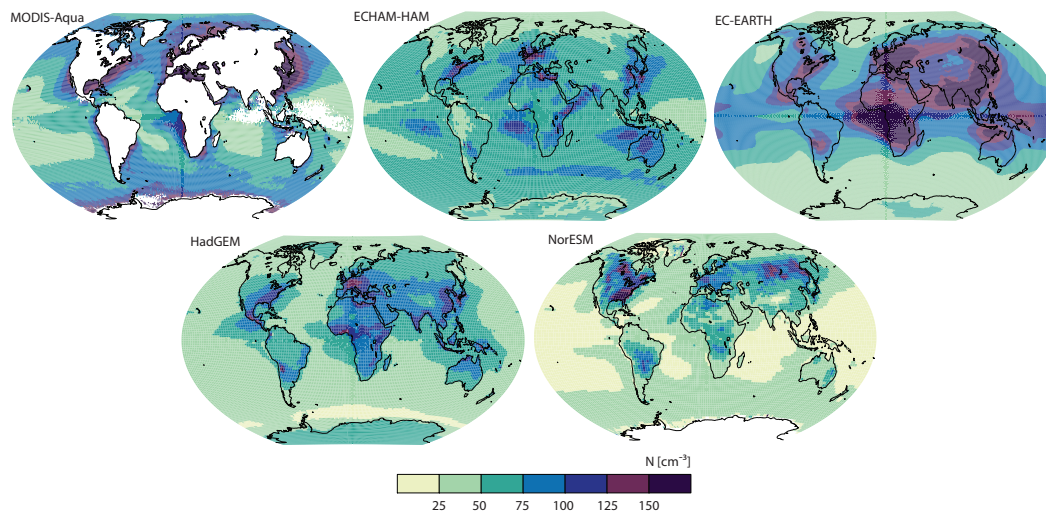 MODIS-Aqua
ECHAM-HAM
EC-EARTH
HadGEM
NorESM
N [cm⁻³]
25 50 75 100 125 150